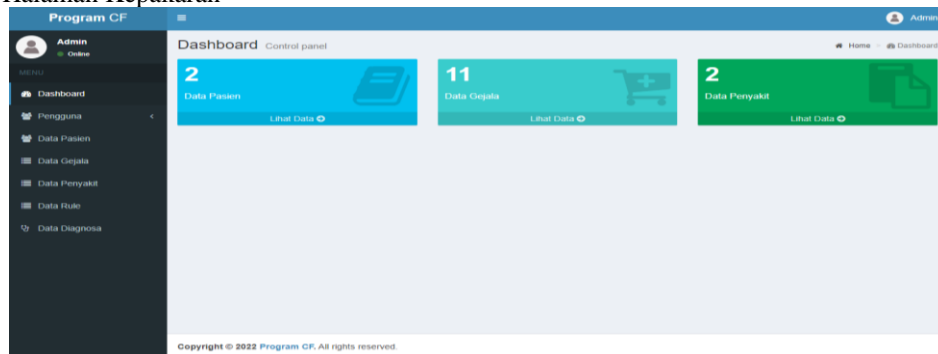 Halaman Kepakaran
Program CF
Admin
Admin
Online
Dashboard Control panel
Home > Dashboard
MENU
Dashboard
Pengguna
Data Pasien
Data Gejala
Data Penyakit
Data Rule
Data Diagnosa
2
Data Pasien
Lihat Data
11
Data Gejala
Lihat Data
2
Data Penyakit
Lihat Data
Copyright © 2022 Program CF. All rights reserved.